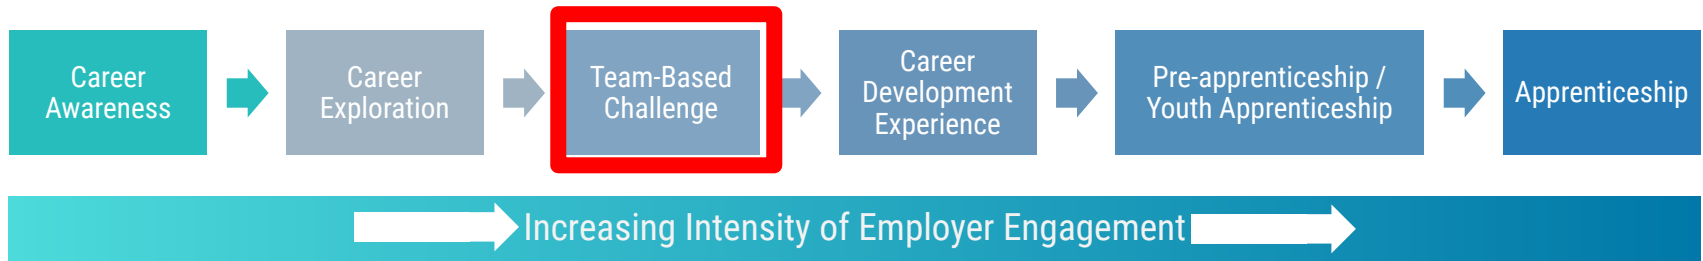 Career
Awareness
Career
Exploration
Team-Based
Challenge
Career
Development
Experience
Pre-apprenticeship /
Youth Apprenticeship
Apprenticeship
Increasing Intensity of Employer Engagement